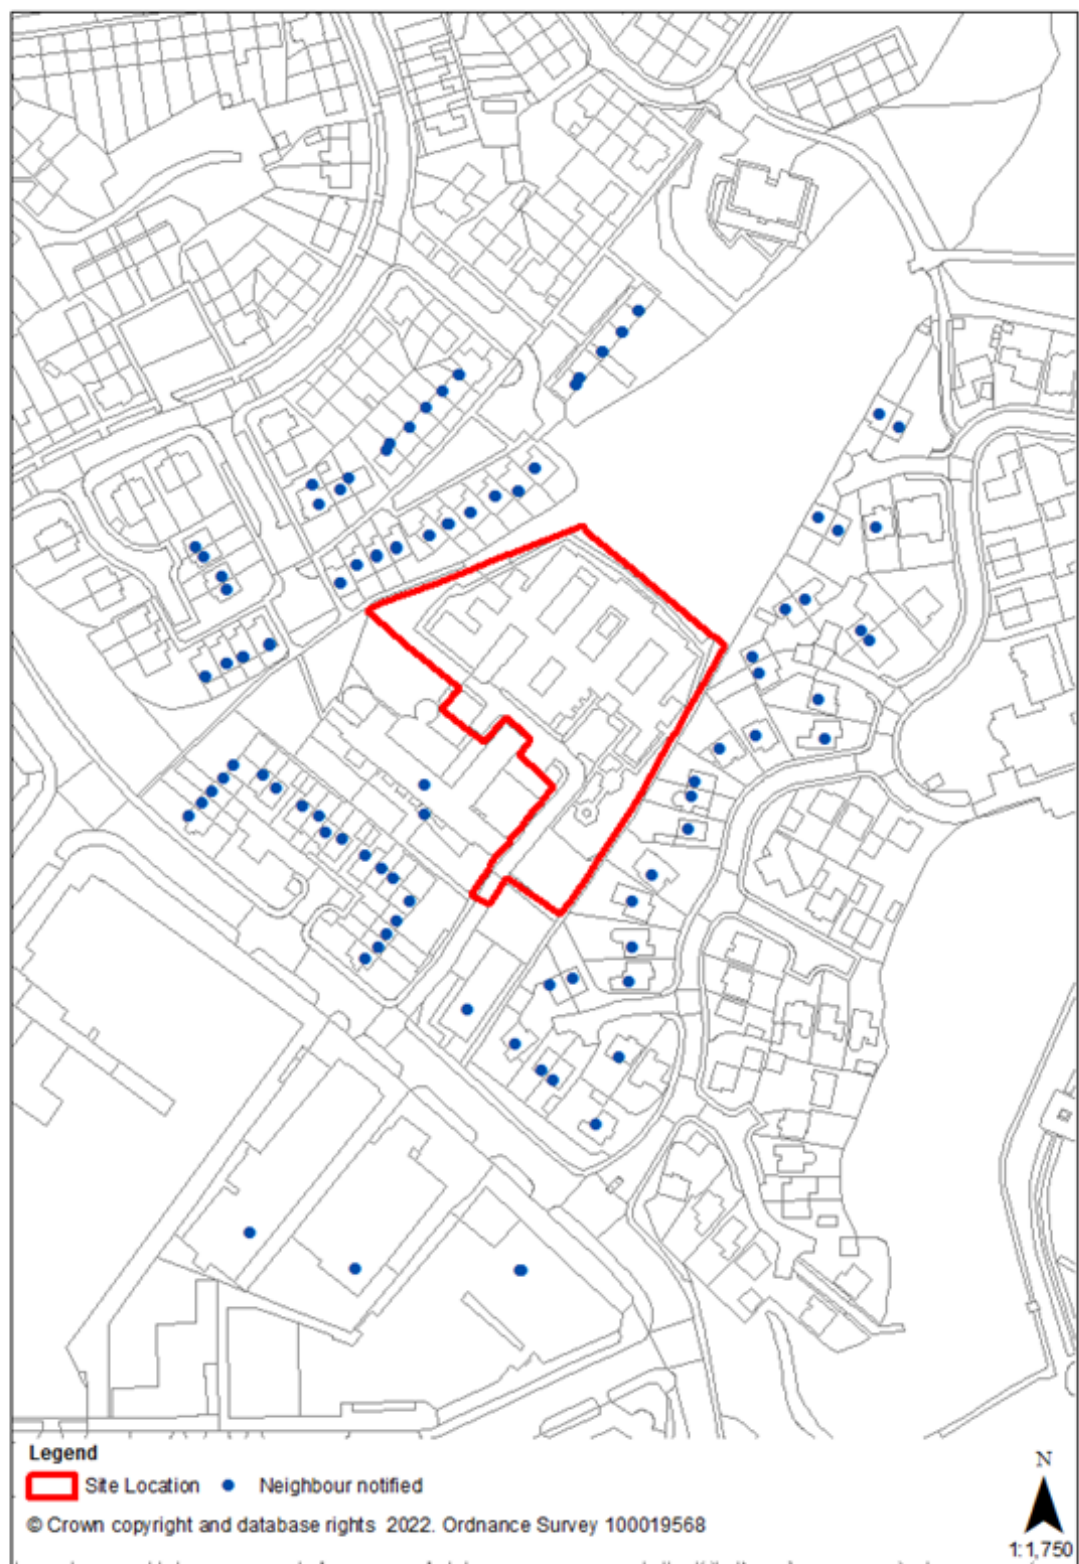 Legend
Site Location Neighbour notified
© Crown copyright and database rights 2022. Ordnance Survey 100019568
N
1:1,750